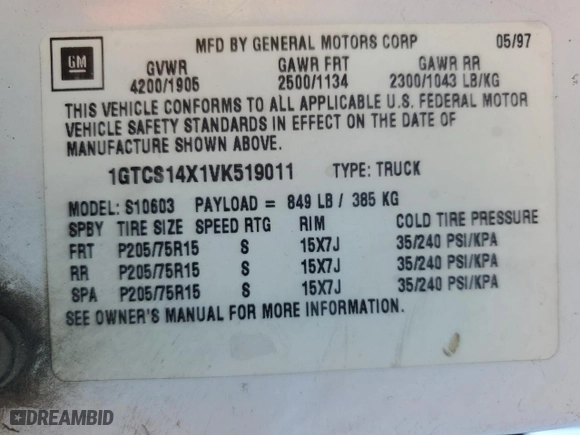 GM
MFD BY GENERAL MOTORS CORP 05/97
GVWR GAWR FRT GAWR RR
4200/1905 2500/1134 2300/1043 LB/KG
THIS VEHICLE CONFORMS TO ALL APPLICABLE U.S. FEDERAL MOTOR
VEHICLE SAFETY STANDARDS IN EFFECT ON THE DATE OF
MANUFACTURE SHOWN ABOVE.
1GTCS14X1VK519011 TYPE: TRUCK
MODEL: S10603 PAYLOAD = 849 LB / 385 KG
SPBY TIRE SIZE SPEED RTG RIM COLD TIRE PRESSURE
FRT P205/75R15 S 15X7J 35/240 PSI/KPA
RR P205/75R15 S 15X7J 35/240 PSI/KPA
SPA P205/75R15 S 15X7J 35/240 PSI/KPA
SEE OWNER'S MANUAL FOR MORE INFORMATION.
DREAMBID